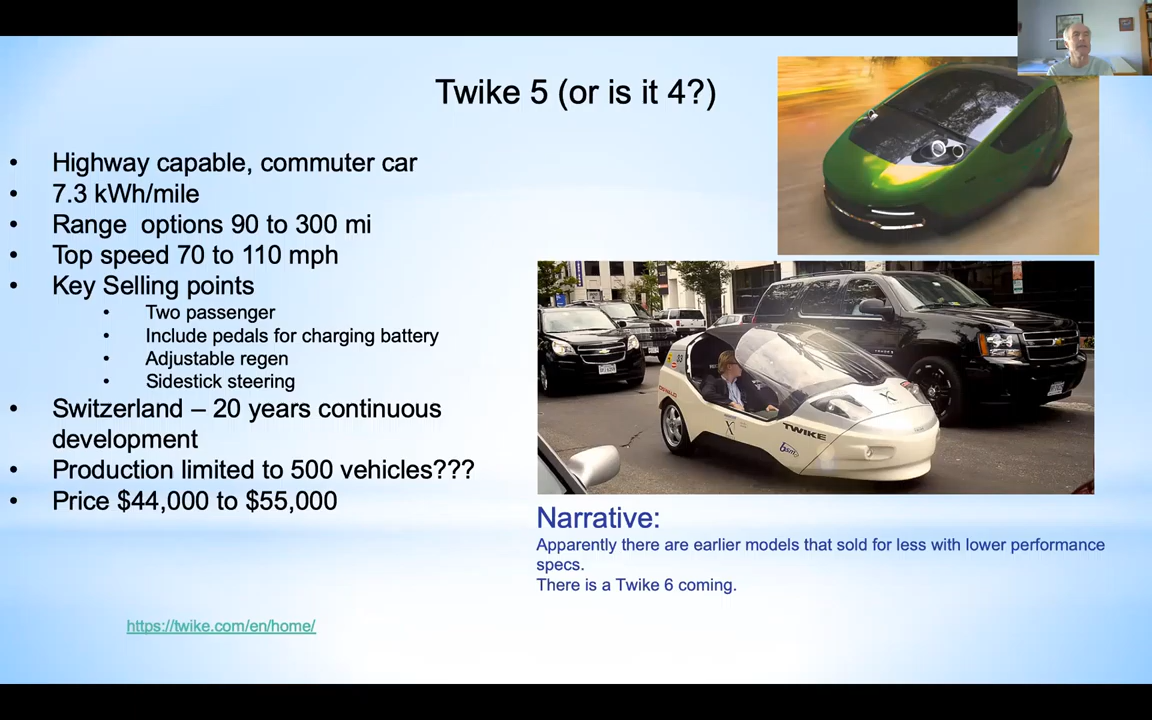 Twike 5 (or is it 4?)
• Highway capable, commuter car
• 7.3 kWh/mile
• Range options 90 to 300 mi
• Top speed 70 to 110 mph
• Key Selling points
• Two passenger
• Include pedals for charging battery
• Adjustable regen
• Sidestick steering
• Switzerland – 20 years continuous
development
• Production limited to 500 vehicles???
• Price $44,000 to $55,000
https://twike.com/en/home/
TWIKE
bsm
X
X
03
Narrative:
Apparently there are earlier models that sold for less with lower performance
specs.
There is a Twike 6 coming.